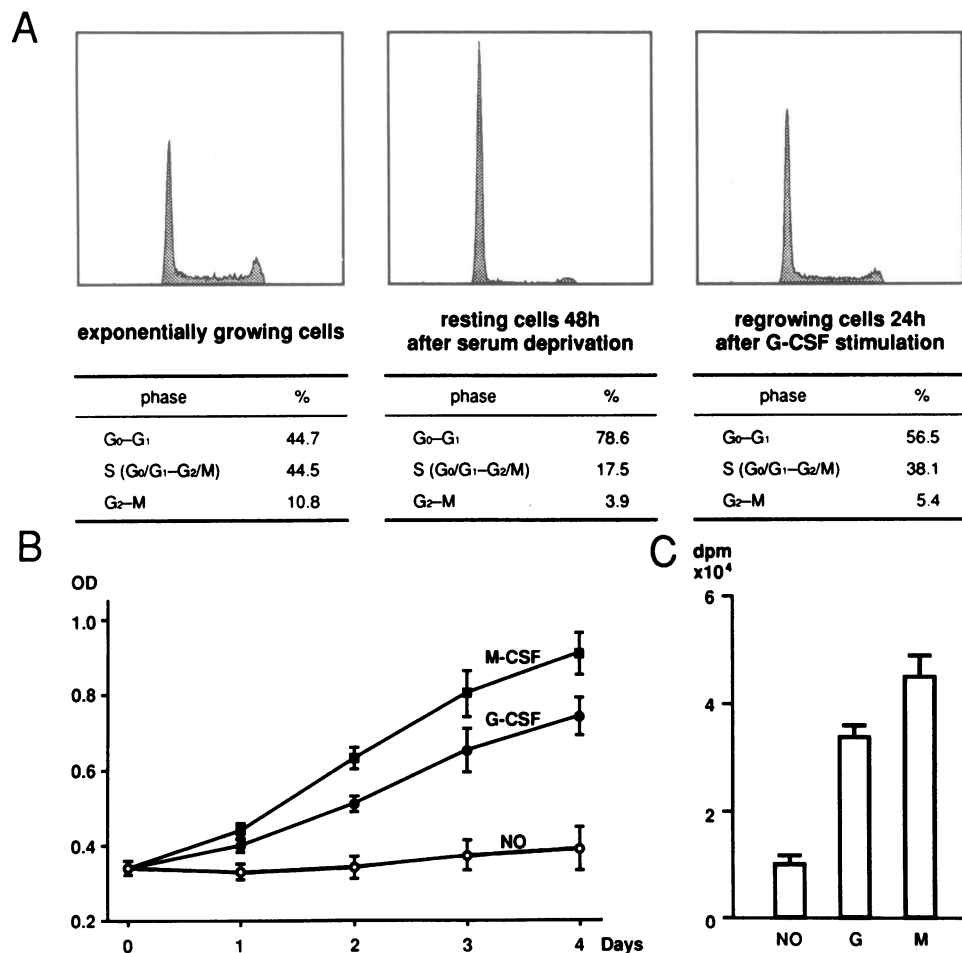 A
exponentially growing cells
resting cells 48h
after serum deprivation
regrowing cells 24h
after G-CSF stimulation
phase %
G0–G1 44.7
S (G0/G1–G2/M) 44.5
G2–M 10.8
phase %
G0–G1 78.6
S (G0/G1–G2/M) 17.5
G2–M 3.9
phase %
G0–G1 56.5
S (G0/G1–G2/M) 38.1
G2–M 5.4
B
OD
1.0
0.8
0.6
0.4
0.2
M-CSF
G-CSF
NO
0 1 2 3 4 Days
C
dpm
x10⁴
6
4
2
0
NO G M